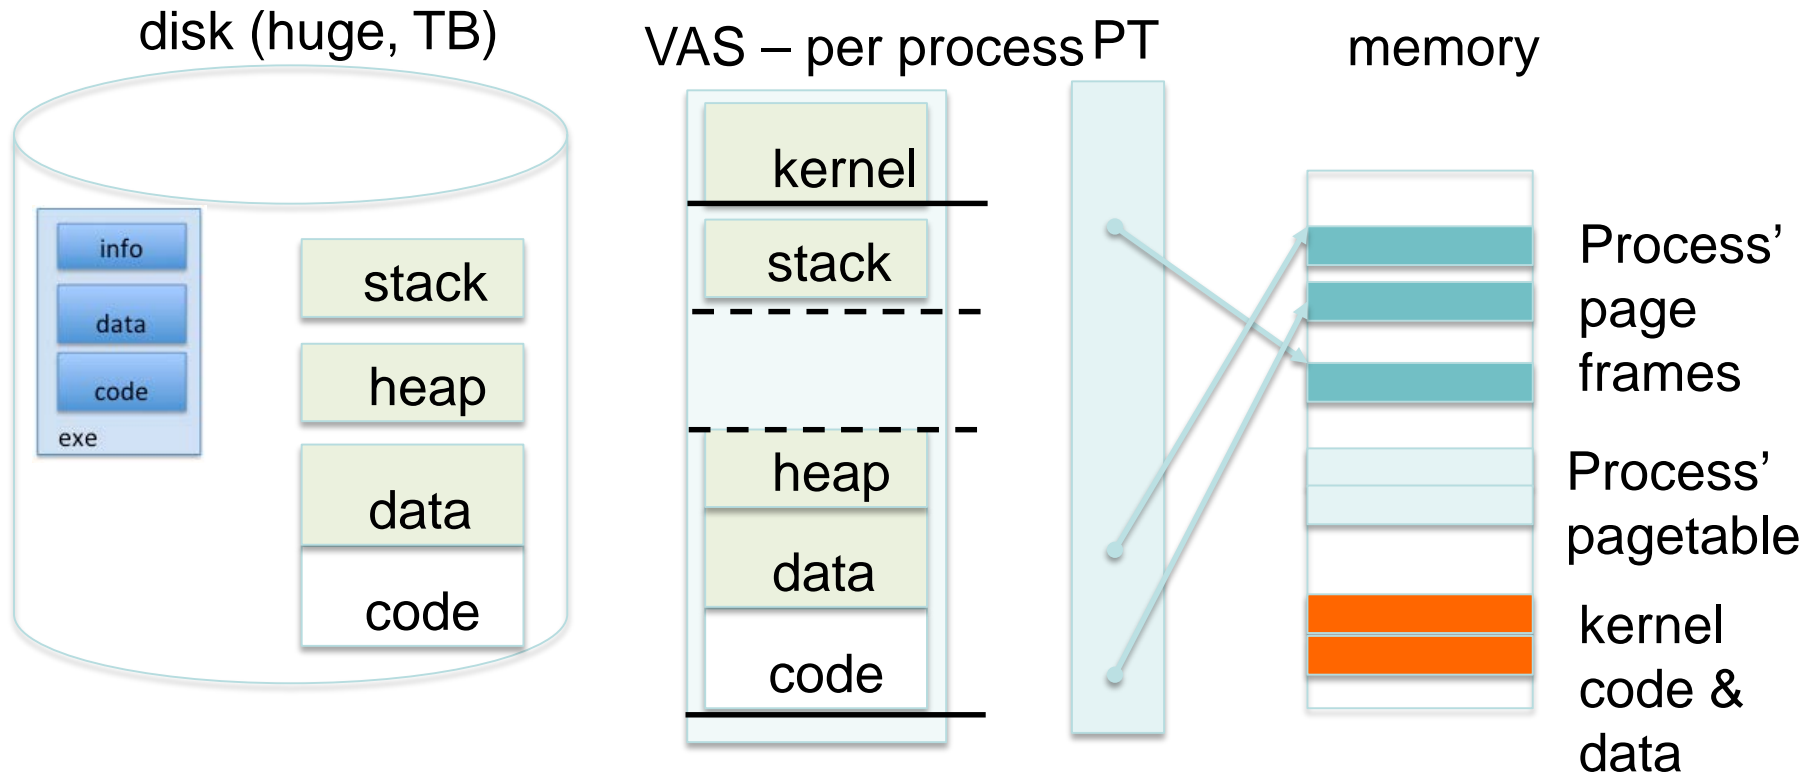 disk (huge, TB)
VAS – per process
PT
memory
info
data
code
exe
stack
heap
data
code
kernel
stack
heap
data
code
Process’
page
frames
Process’
pagetable
kernel
code &
data